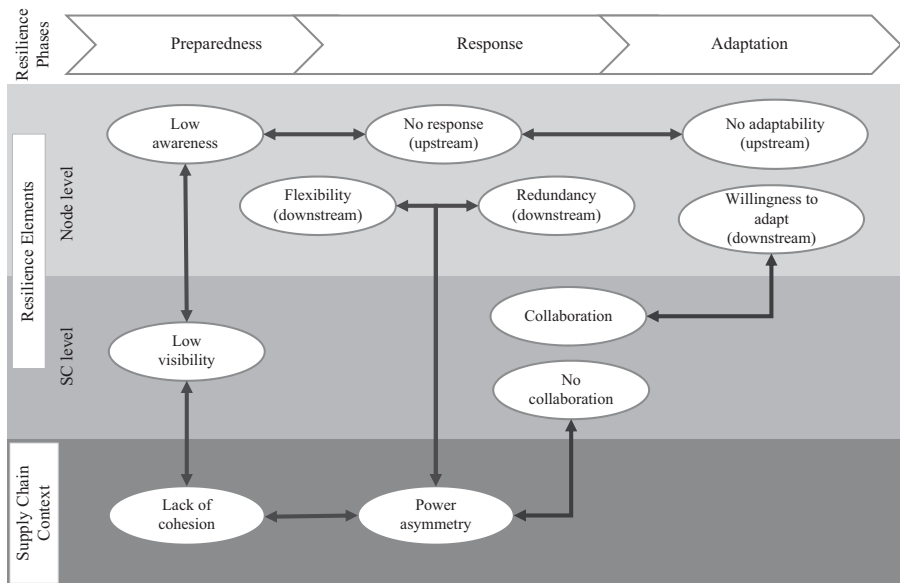 Resilience
Phases
Preparedness
Response
Adaptation
Resilience Elements
Node level
Low
awareness
No response
(upstream)
No adaptability
(upstream)
Flexibility
(downstream)
Redundancy
(downstream)
Willingness to
adapt
(downstream)
SC level
Collaboration
Low
visibility
No
collaboration
Supply Chain
Context
Lack of
cohesion
Power
asymmetry